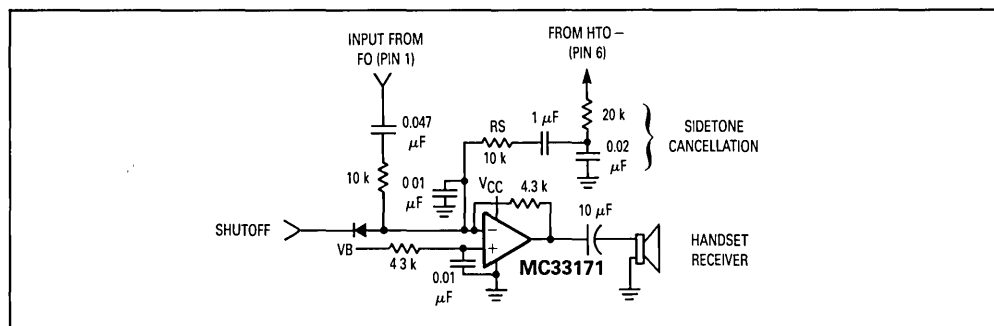 INPUT FROM
FO (PIN 1)
FROM HTO –
(PIN 6)
0.047
μF
1 μF
20 k
RS
10 k
0.02
μF
SIDETONE
CANCELLATION
10 k
0 01
μF
VCC
4.3 k
10 μF
SHUTOFF
VB
4 3 k
–
+
0.01
μF
MC33171
HANDSET
RECEIVER